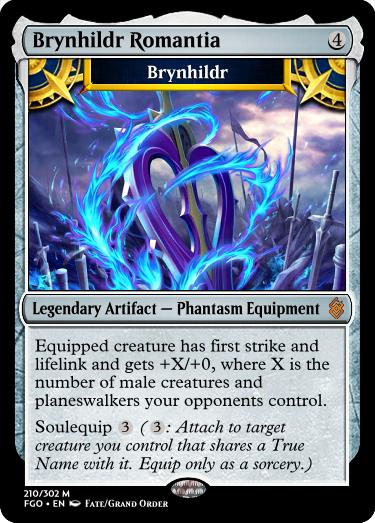 Brynhildr Romantia 4
Brynhildr
Legendary Artifact — Phantasm Equipment
Equipped creature has first strike and
lifelink and gets +X/+0, where X is the
number of male creatures and
planeswalkers your opponents control.
Soulequip 3 ( 3 : Attach to target
creature you control that shares a True
Name with it. Equip only as a sorcery.)
210/302 M
FGO • EN Fate/Grand Order